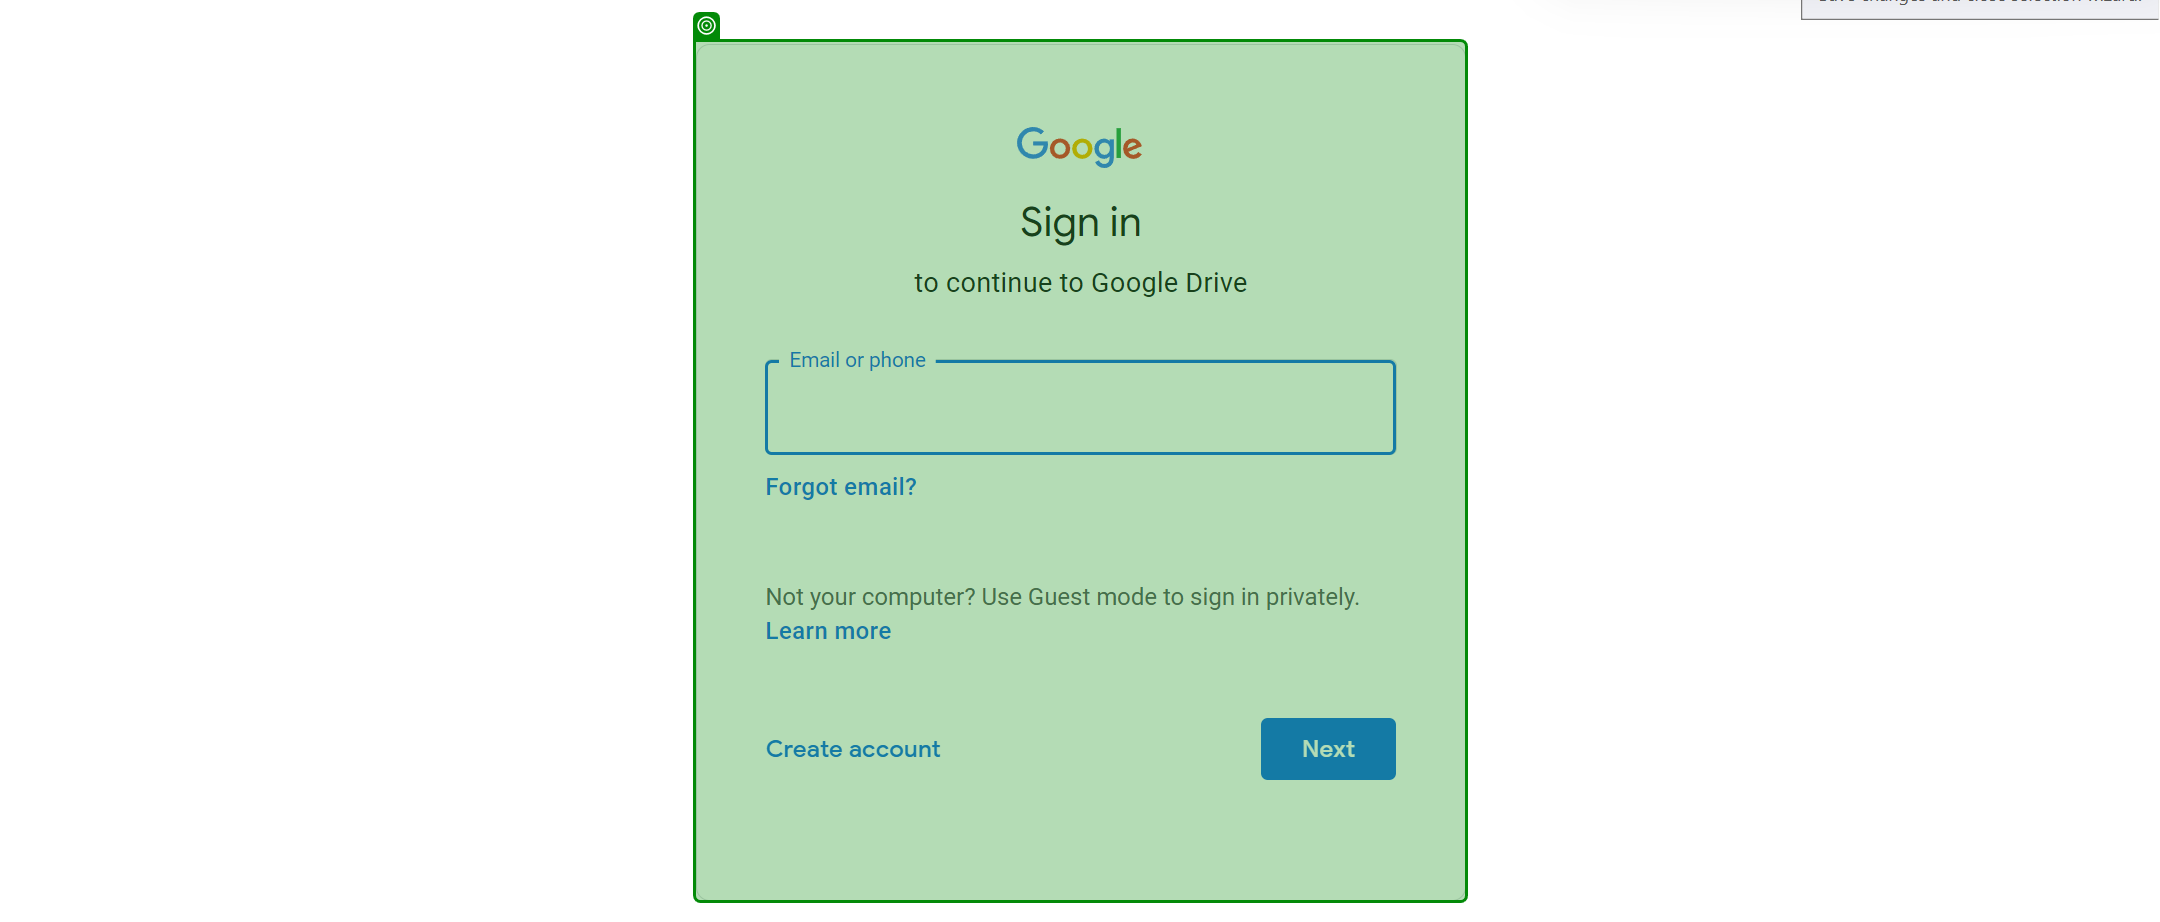 Google
Sign in
to continue to Google Drive
Email or phone
Forgot email?
Not your computer? Use Guest mode to sign in privately.
Learn more
Create account
Next